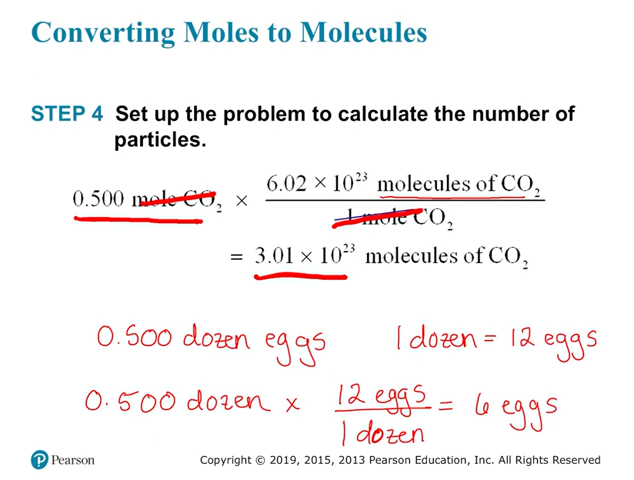 Converting Moles to Molecules
STEP 4 Set up the problem to calculate the number of
particles.
0.500 mole CO₂ × 6.02 × 10²³ molecules of CO₂
1 mole CO₂
= 3.01 × 10²³ molecules of CO₂
0.500 dozen eggs 1 dozen = 12 eggs
0.500 dozen x 12 eggs = 6 eggs
1 dozen
Pearson Copyright © 2019, 2015, 2013 Pearson Education, Inc. All Rights Reserved